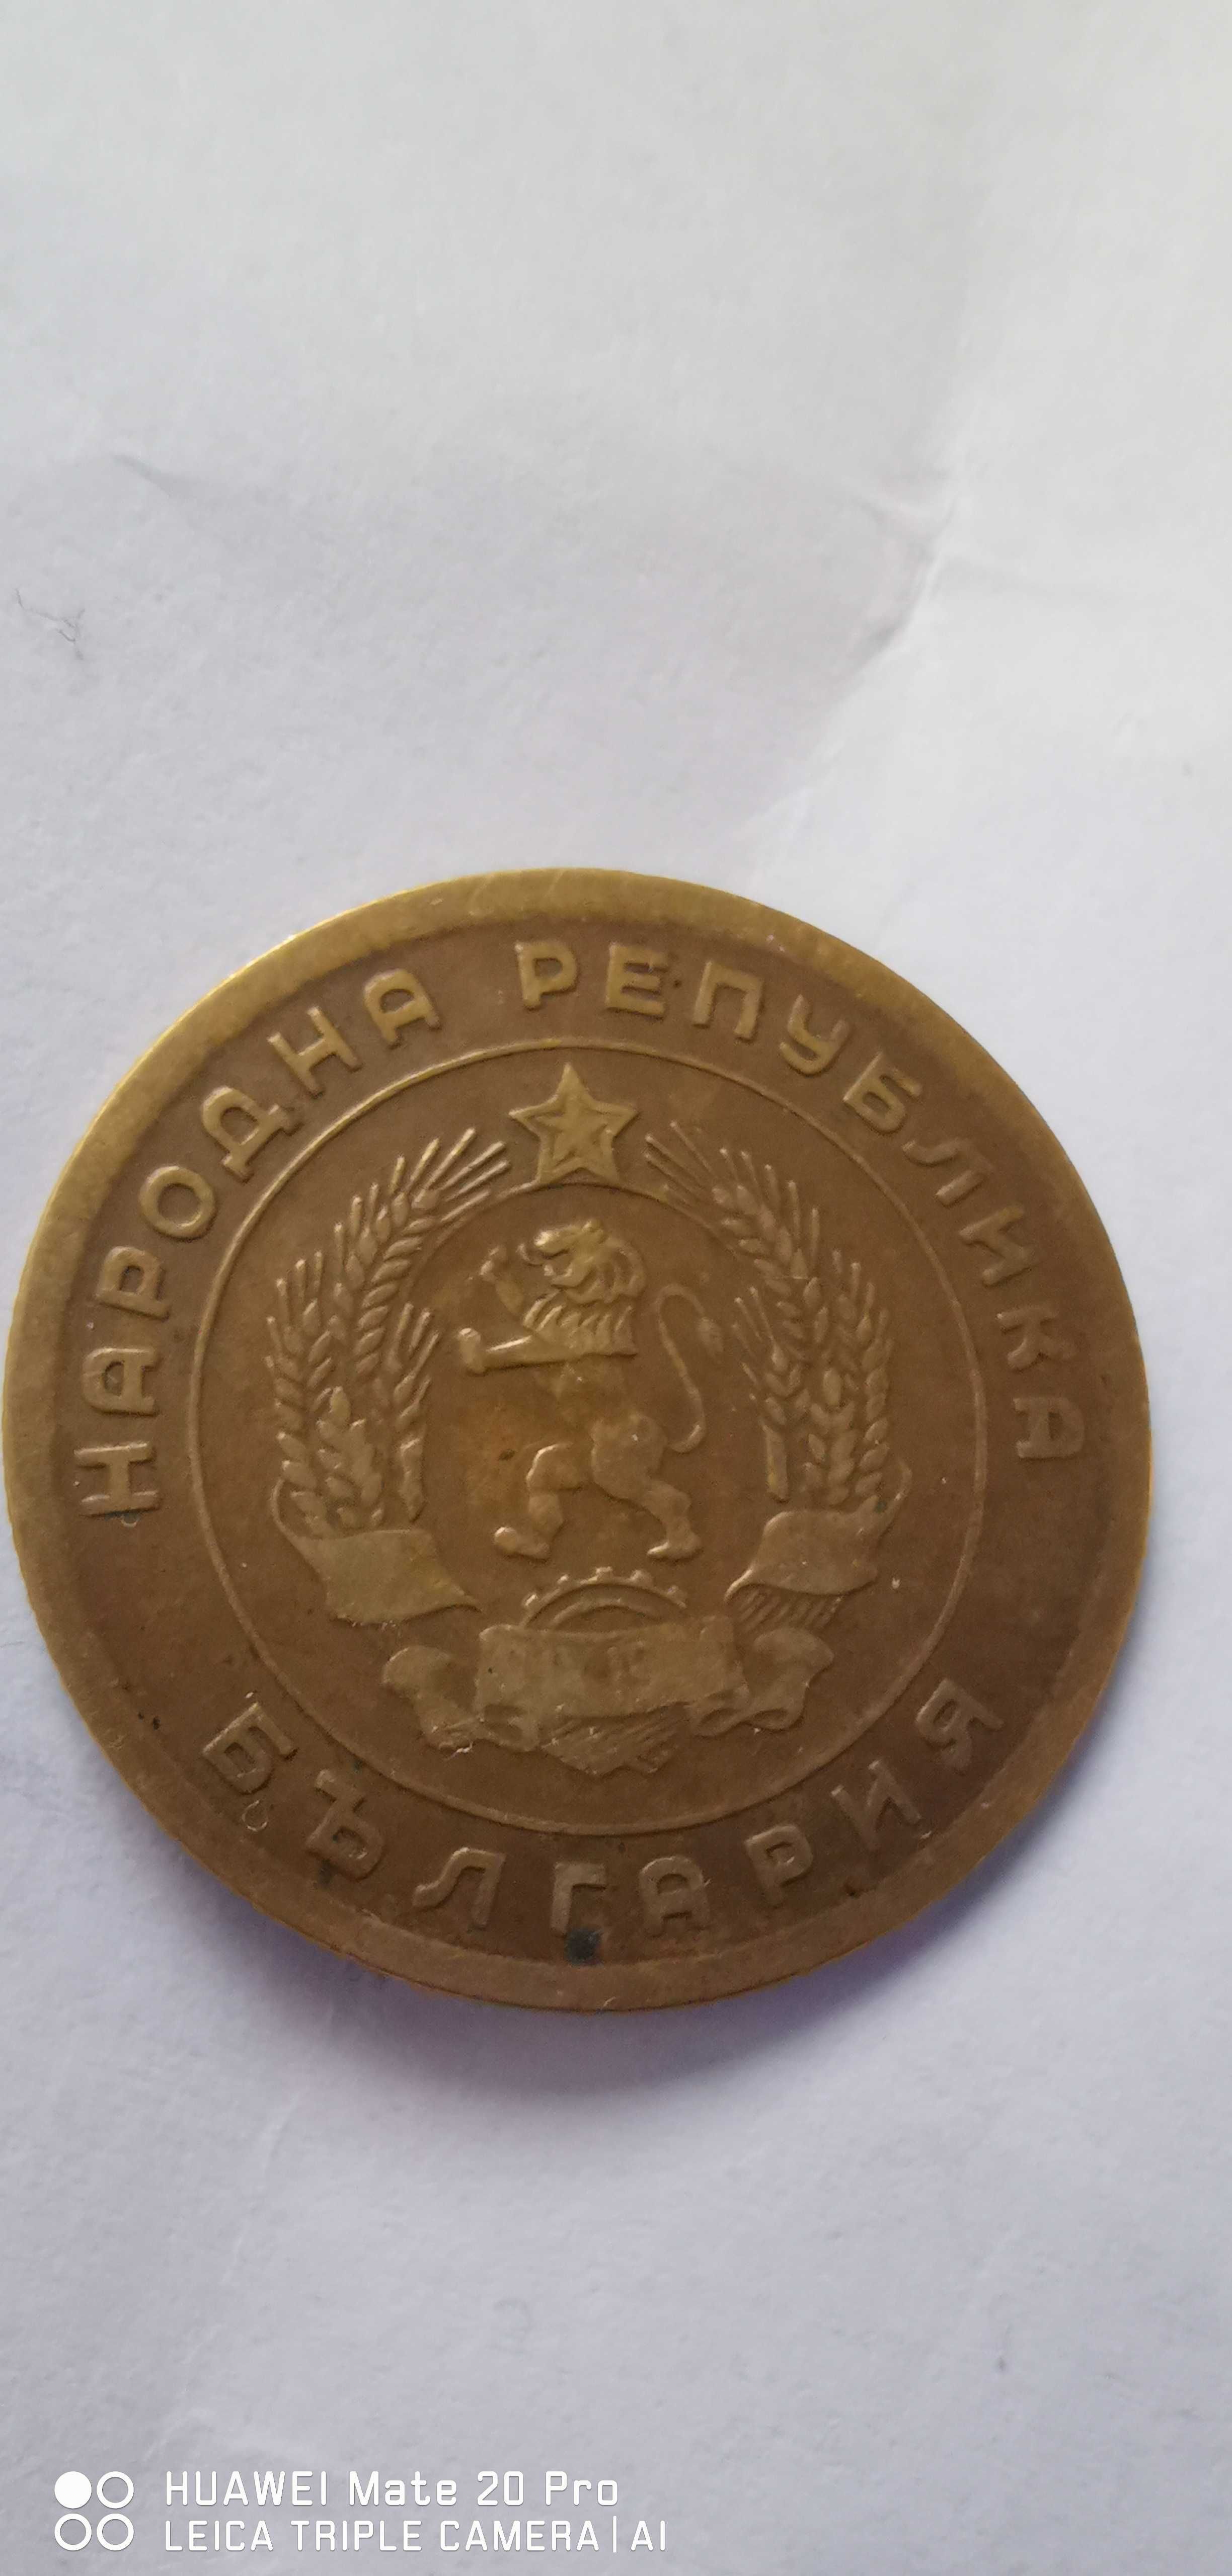 НАРОДНА РЕПУБЛИКА
БЪЛГАРИЯ
HUAWEI Mate 20 Pro
LEICA TRIPLE CAMERA | AI